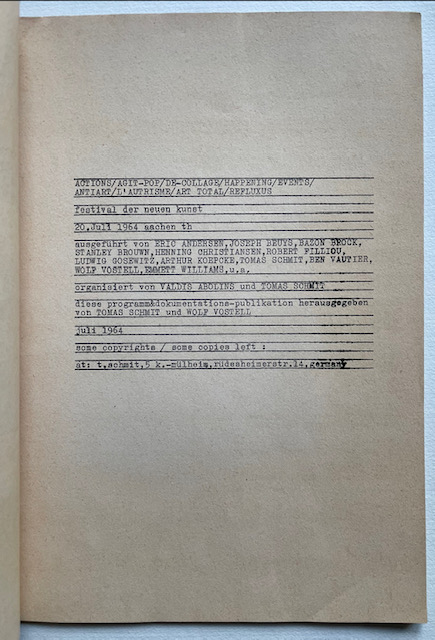 ACTIONS/AGIT-POP/DE-COLLAGE/HAPPENING/EVENTS/
ANTIART/L'AUTRISME/ART TOTAL/REFLUXUS
festival der neuen kunst
20.Juli 1964 aachen th
ausgeführt von ERIC ANDERSEN,JOSEPH BEUYS,BAZON BROCK,
STANLEY BROUWN,HENNING CHRISTIANSEN,ROBERT FILLIOU,
LUDWIG GOSEWITZ,ARTHUR KOEPCKE,TOMAS SCHMIT,BEN VAUTIER,
WOLF VOSTELL,EMMETT WILLIAMS,u.a.
organisiert von VALDIS ABOLINS und TOMAS SCHMIT
diese programm&dokumentations-publikation herausgegeben
von TOMAS SCHMIT und WOLF VOSTELL
juli 1964
some copyrights / some copies left :
at: t.schmit,5 k.-mülheim,rüdesheimerstr.14,germany